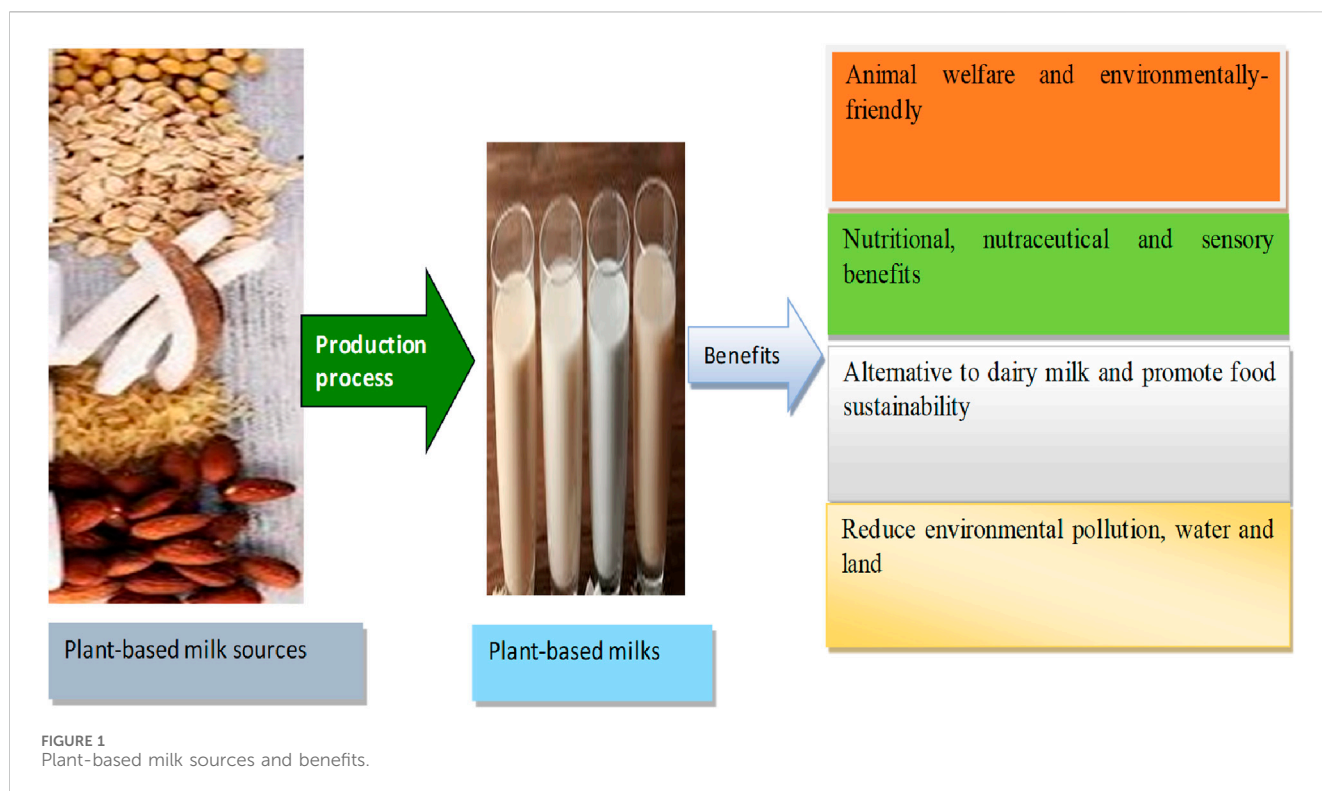 Animal welfare and environmentally-
friendly
Nutritional, nutraceutical and sensory
benefits
Production
process
Benefits
Alternative to dairy milk and promote food
sustainability
Reduce environmental pollution, water and
land
Plant-based milk sources
Plant-based milks
FIGURE 1
Plant-based milk sources and benefits.